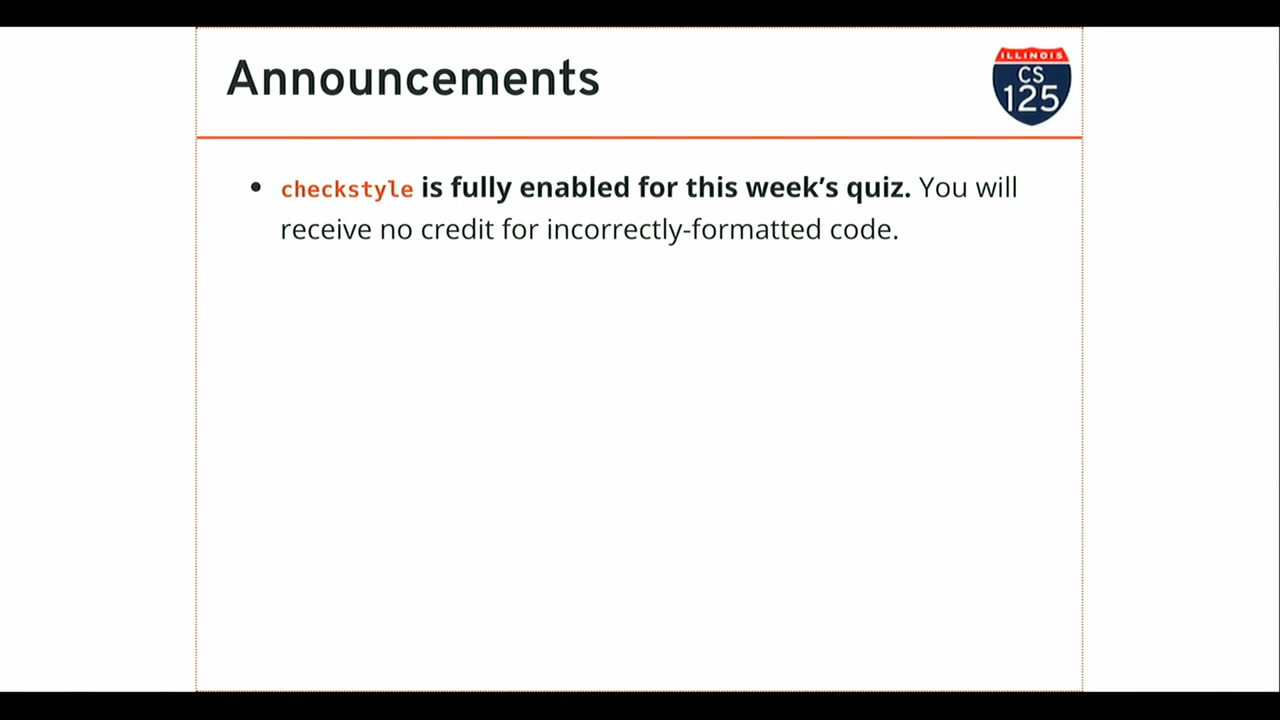 Announcements
ILLINOIS
CS
125
checkstyle is fully enabled for this week’s quiz. You will
receive no credit for incorrectly-formatted code.